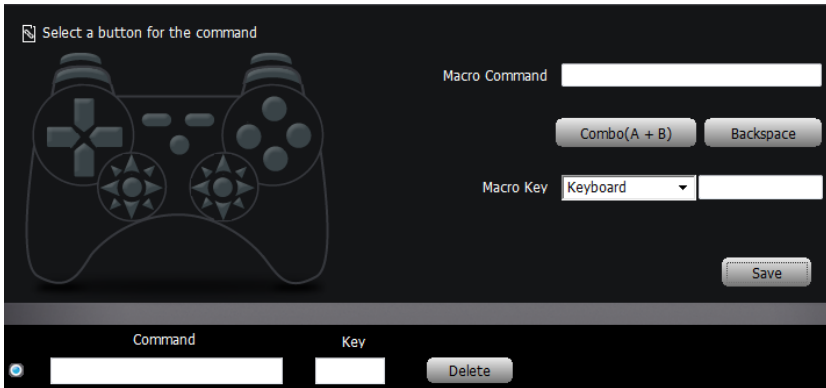 Select a button for the command
Macro Command
Combo(A + B) Backspace
Macro Key Keyboard
Save
Command Key
Delete